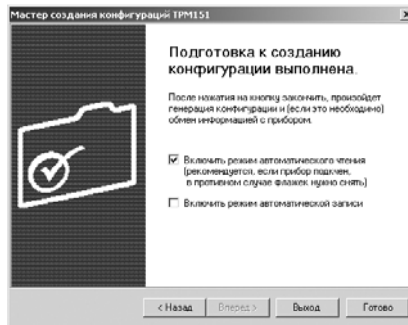 Мастер создания конфигураций ТРМ151
Подготовка к созданию
конфигурации выполнена.
После нажатия на кнопку закончить, произойдет
генерация конфигурации и (если это необходимо)
обмен информацией с прибором.
Включить режим автоматического чтения
(рекомендуется, если прибор подключен,
в противном случае флажек нужно снять)
Включить режим автоматической записи
< Назад
Вперед >
Выход
Готово